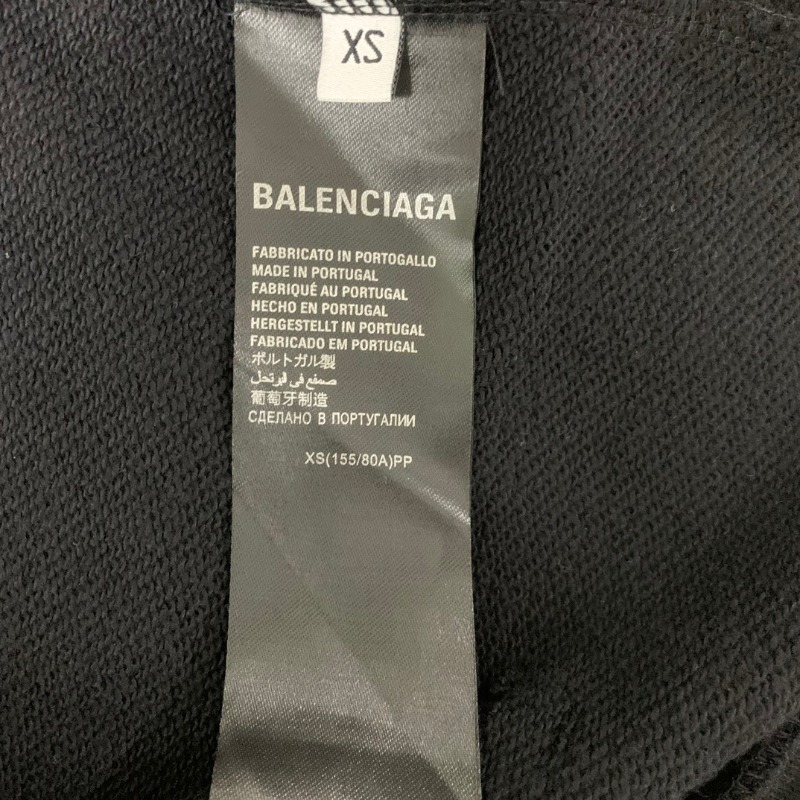 XS
BALENCIAGA
FABBRICATO IN PORTOGALLO
MADE IN PORTUGAL
FABRIQUÉ AU PORTUGAL
HECHO EN PORTUGAL
HERGESTELLT IN PORTUGAL
FABRICADO EM PORTUGAL
ポルトガル製
في
葡萄牙制造
СДЕЛАНО В ПОРТУГАЛИИ
XS(155/80A)PP